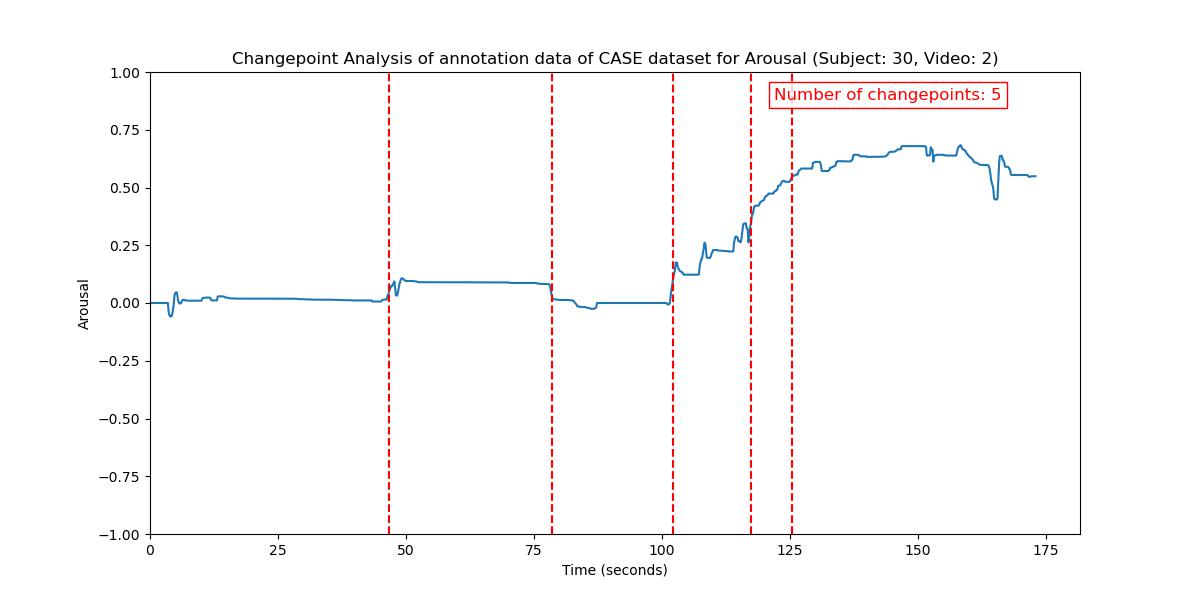 Changepoint Analysis of annotation data of CASE dataset for Arousal (Subject: 30, Video: 2)
Number of changepoints: 5
1.00
0.75
0.50
0.25
0.00
−0.25
−0.50
−0.75
−1.00
Arousal
0 25 50 75 100 125 150 175
Time (seconds)